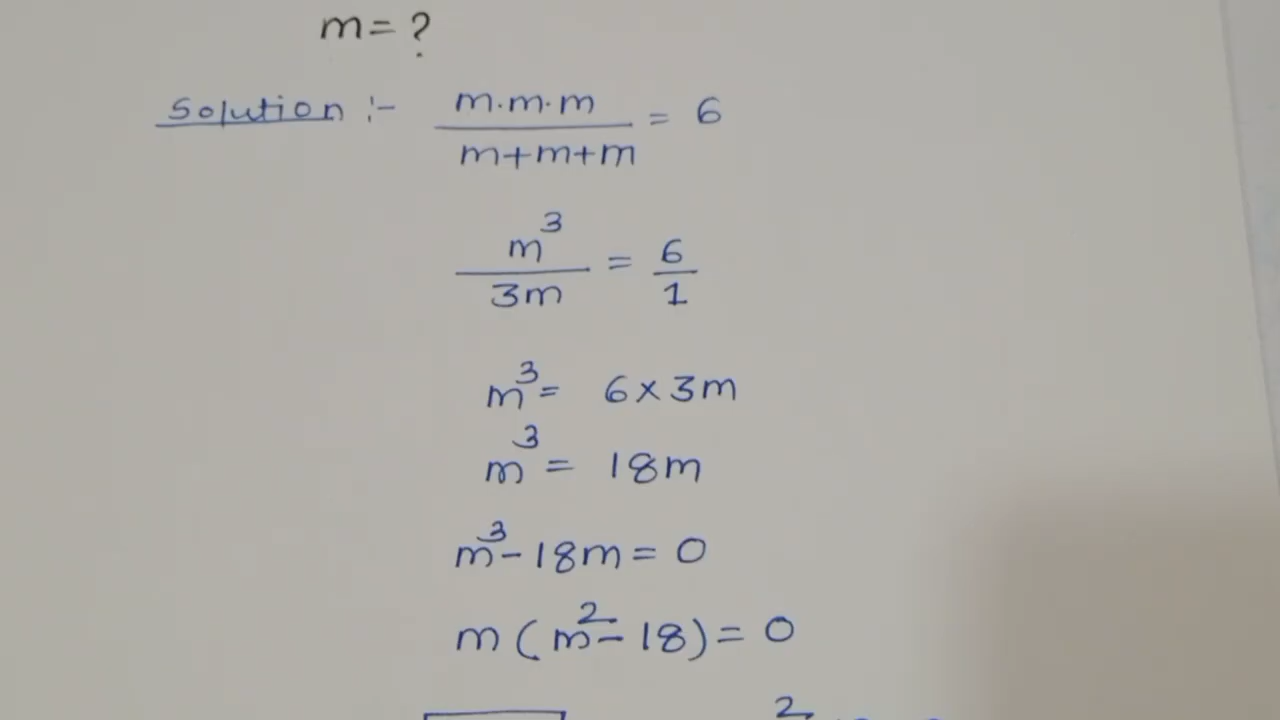 m = ?
Solution :- m·m·m / m+m+m = 6
m³ / 3m = 6 / 1
m³ = 6 × 3m
m³ = 18m
m³ - 18m = 0
m ( m² - 18 ) = 0